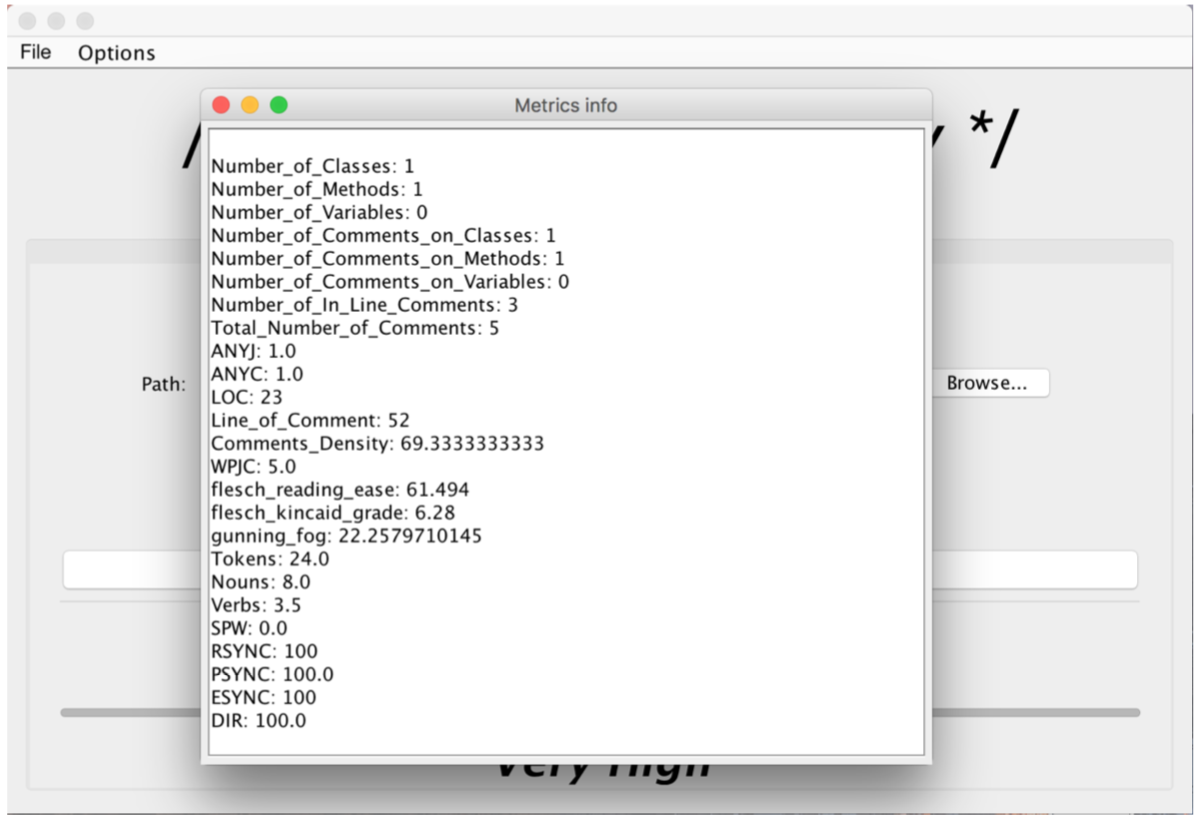 File Options
Metrics info
/ */
Number_of_Classes: 1
Number_of_Methods: 1
Number_of_Variables: 0
Number_of_Comments_on_Classes: 1
Number_of_Comments_on_Methods: 1
Number_of_Comments_on_Variables: 0
Number_of_In_Line_Comments: 3
Total_Number_of_Comments: 5
ANYJ: 1.0
ANYC: 1.0
Path: Browse...
LOC: 23
Line_of_Comment: 52
Comments_Density: 69.3333333333
WPJC: 5.0
flesch_reading_ease: 61.494
flesch_kincaid_grade: 6.28
gunning_fog: 22.2579710145
Tokens: 24.0
Nouns: 8.0
Verbs: 3.5
SPW: 0.0
RSYNC: 100
PSYNC: 100.0
ESYNC: 100
DIR: 100.0
Very High